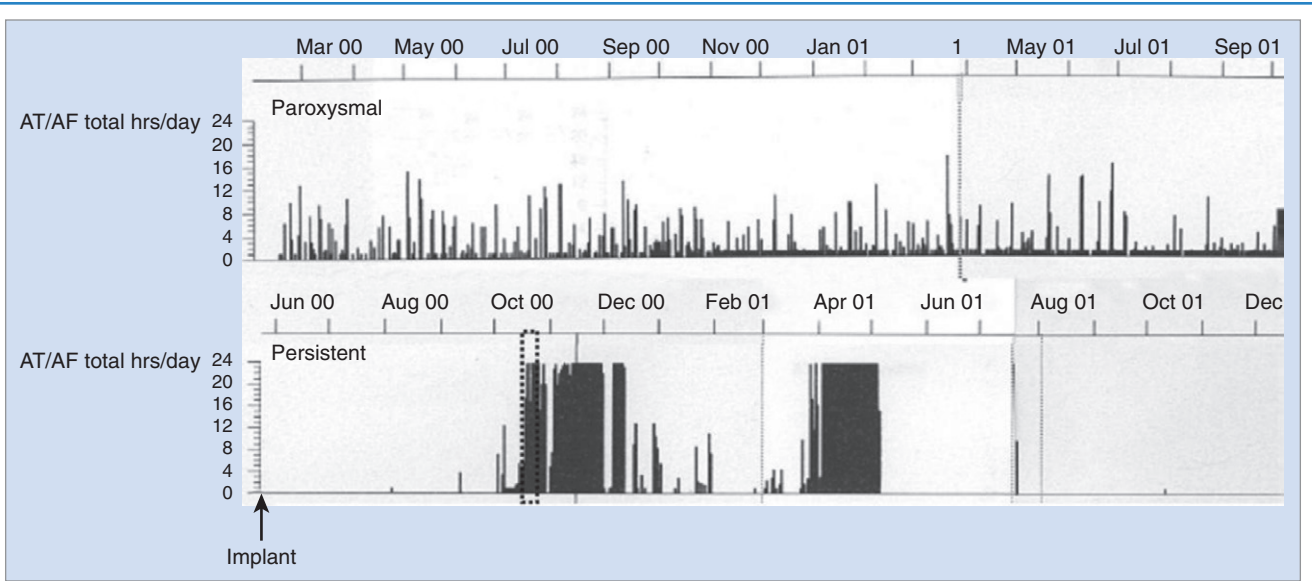 Mar 00 May 00 Jul 00 Sep 00 Nov 00 Jan 01 1 May 01 Jul 01 Sep 01
Paroxysmal
AT/AF total hrs/day 24
20
16
12
8
4
0
Jun 00 Aug 00 Oct 00 Dec 00 Feb 01 Apr 01 Jun 01 Aug 01 Oct 01 Dec
Persistent
AT/AF total hrs/day 24
20
16
12
8
4
0
Implant